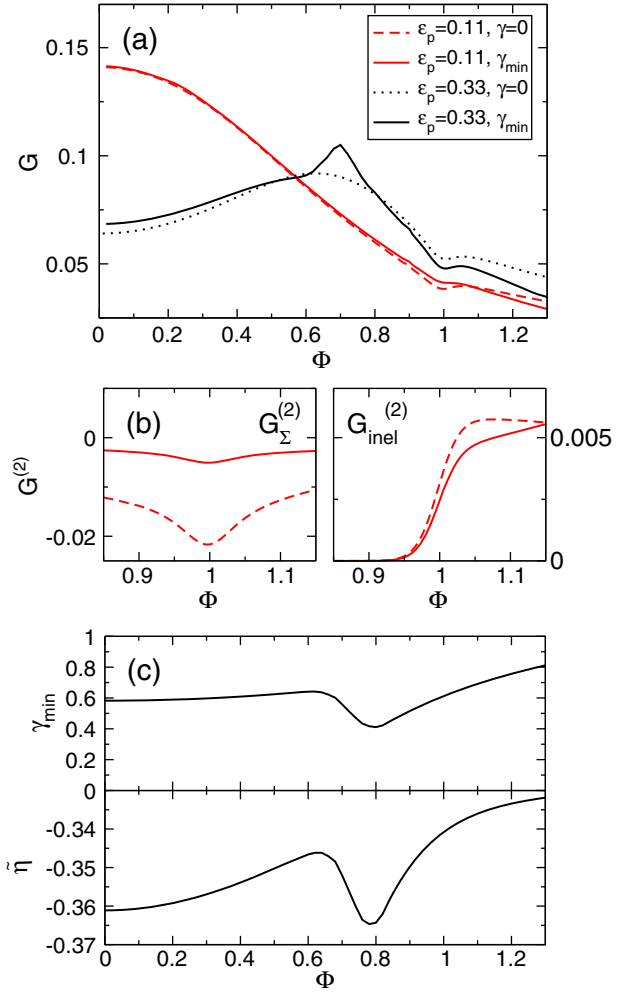 (a)
ε_p=0.11, γ=0
ε_p=0.11, γ_min
ε_p=0.33, γ=0
ε_p=0.33, γ_min
G
0.15
0.1
0.05
0 0.2 0.4 0.6 0.8 1 1.2
Φ
(b) G_Σ^(2)
G^(2)
0
-0.02
0.9 1 1.1
Φ
G_inel^(2)
0.005
0
0.9 1 1.1
Φ
(c)
γ_min
1
0.8
0.6
0.4
0.2
0
η̃
-0.34
-0.35
-0.36
-0.37
0.0 0.2 0.4 0.6 0.8 1.0 1.2
Φ